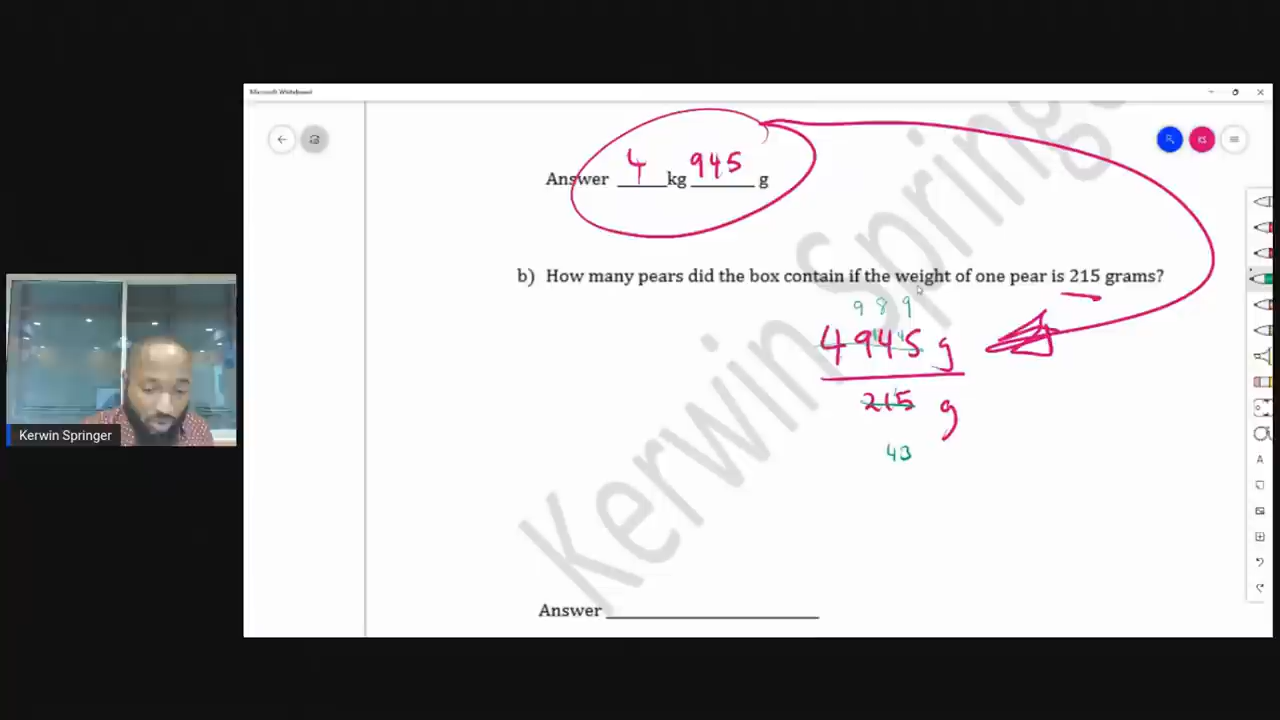 Microsoft Whiteboard
Answer 4 kg 945 g
b) How many pears did the box contain if the weight of one pear is 215 grams?
9 8 9
4945 g
215 g
43
Answer
Kerwin Springer
Kerwin Spring